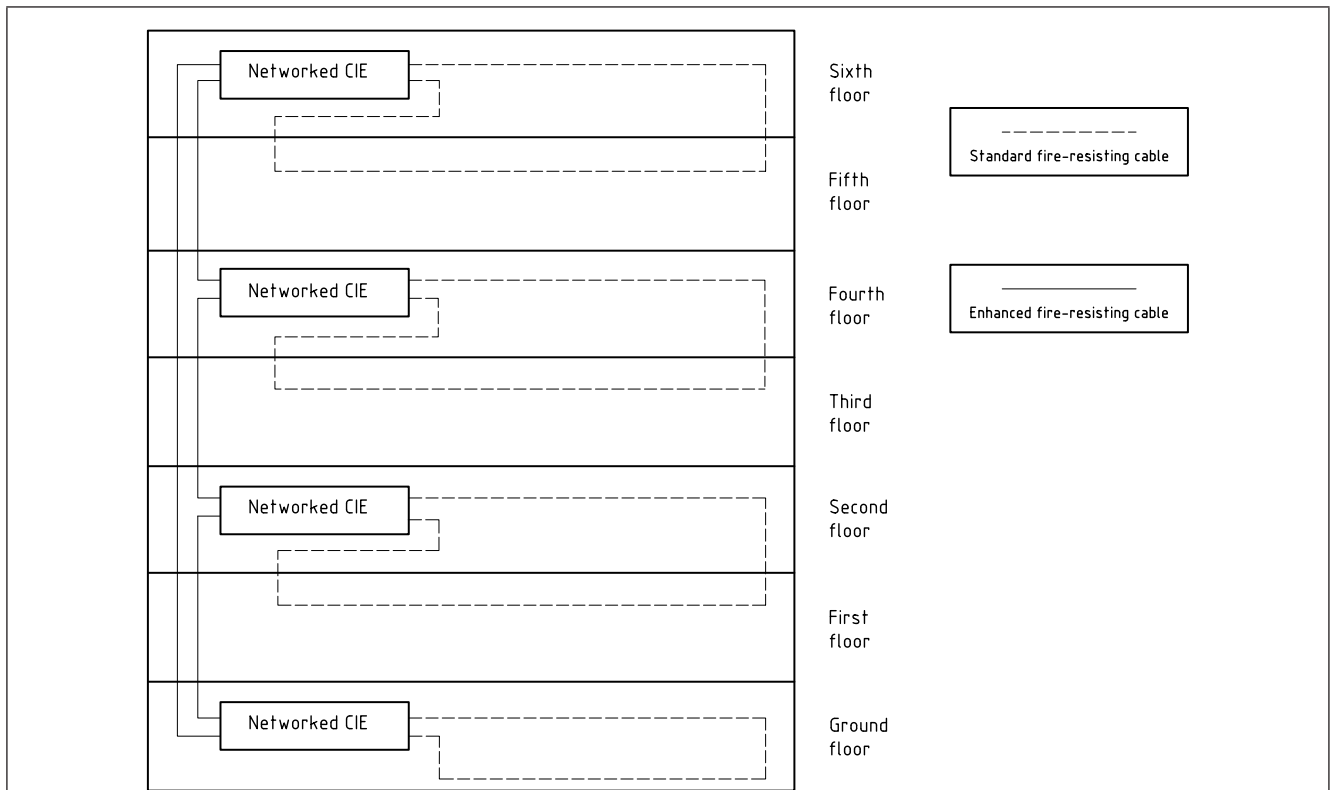 Networked CIE
Sixth
floor
Standard fire-resisting cable
Fifth
floor
Networked CIE
Fourth
floor
Enhanced fire-resisting cable
Third
floor
Networked CIE
Second
floor
First
floor
Networked CIE
Ground
floor